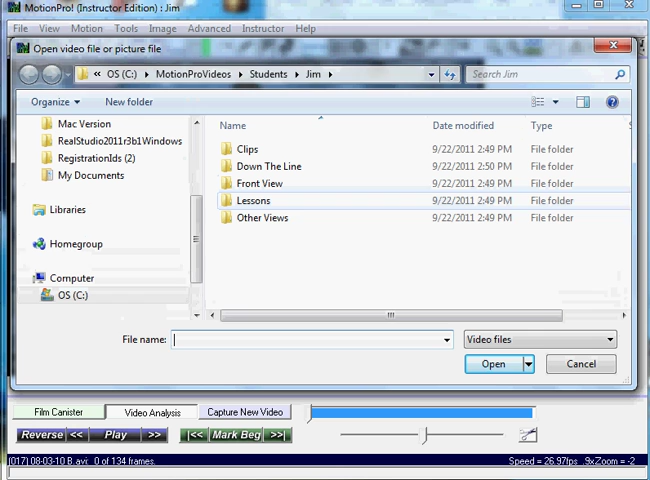 MotionPro! (Instructor Edition) : Jim
File View Motion Tools Image Advanced Instructor Help
Open video file or picture file
« OS (C:) MotionProVideos Students Jim Search Jim
Organize New folder
Mac Version
RealStudio2011r3b1Windows
RegistrationIds (2)
My Documents
Libraries
Homegroup
Computer
OS (C:)
Name Date modified Type
Clips 9/22/2011 2:49 PM File folder
Down The Line 9/22/2011 2:50 PM File folder
Front View 9/22/2011 2:49 PM File folder
Lessons 9/22/2011 2:49 PM File folder
Other Views 9/22/2011 2:49 PM File folder
File name: Video files
Open Cancel
Film Canister Video Analysis Capture New Video
Reverse << Play >> |<< Mark Beg >>|
(017) 08-03-10 B.avi: 0 of 134 frames. Speed = 26.97fps .9xZoom = -2